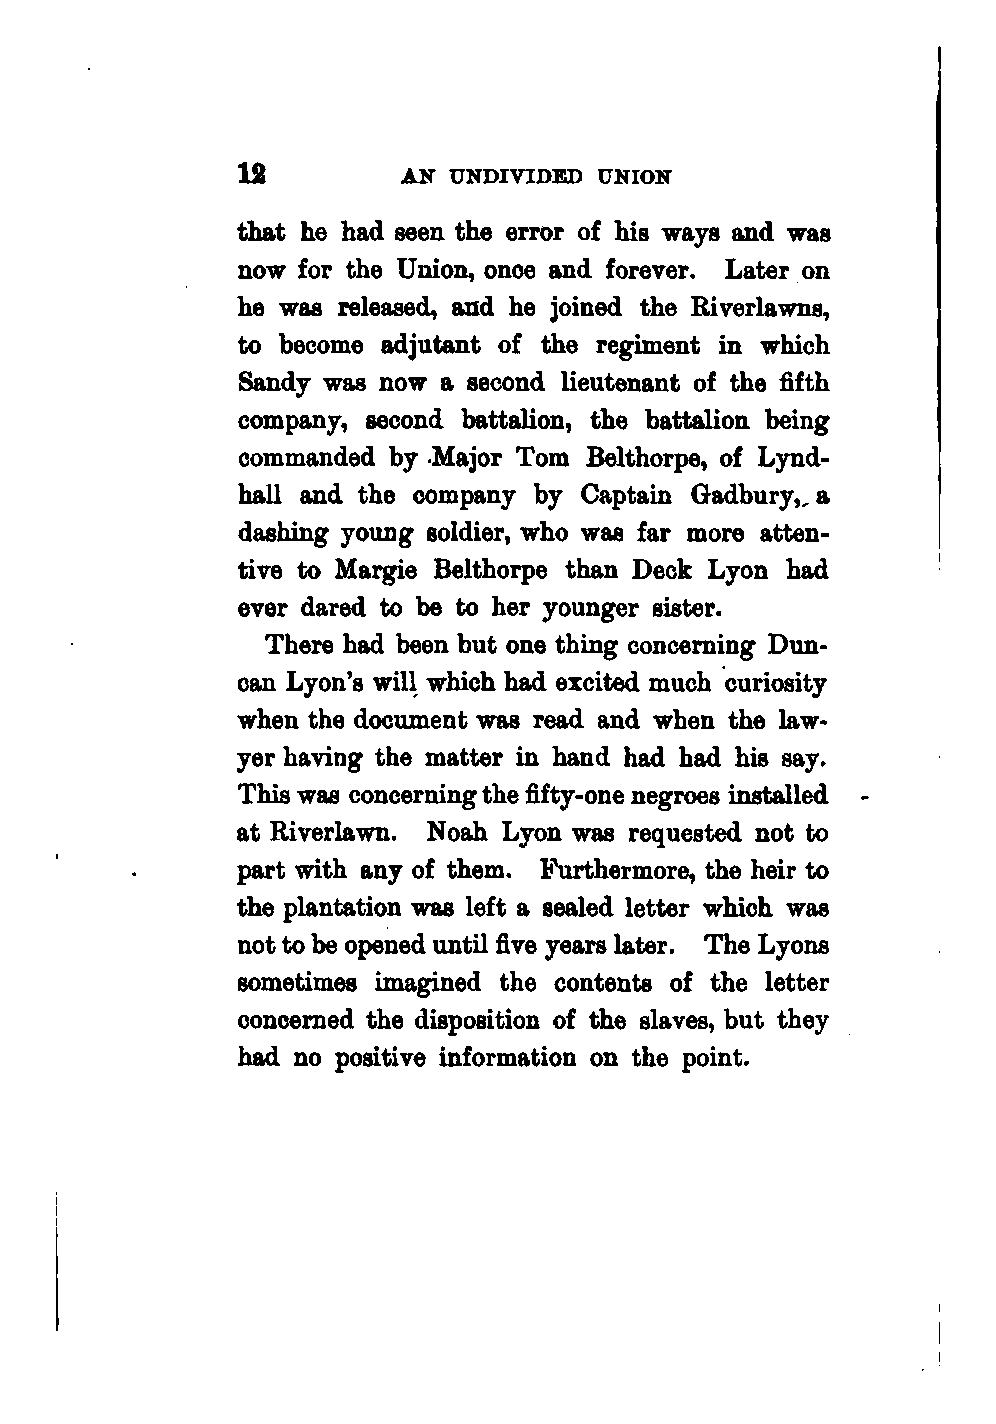 12 AN UNDIVIDED UNION
that he had seen the error of his ways and was
now for the Union, once and forever. Later on
he was released, and he joined the Riverlawns,
to become adjutant of the regiment in which
Sandy was now a second lieutenant of the fifth
company, second battalion, the battalion being
commanded by Major Tom Belthorpe, of Lynd-
hall and the company by Captain Gadbury, a
dashing young soldier, who was far more atten-
tive to Margie Belthorpe than Deck Lyon had
ever dared to be to her younger sister.
There had been but one thing concerning Dun-
can Lyon's will which had excited much curiosity
when the document was read and when the law-
yer having the matter in hand had had his say.
This was concerning the fifty-one negroes installed
at Riverlawn. Noah Lyon was requested not to
part with any of them. Furthermore, the heir to
the plantation was left a sealed letter which was
not to be opened until five years later. The Lyons
sometimes imagined the contents of the letter
concerned the disposition of the slaves, but they
had no positive information on the point.